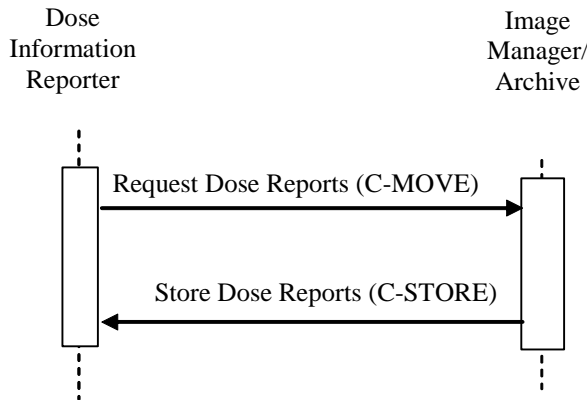 Dose
Information
Reporter
Image
Manager/
Archive
Request Dose Reports (C-MOVE)
Store Dose Reports (C-STORE)